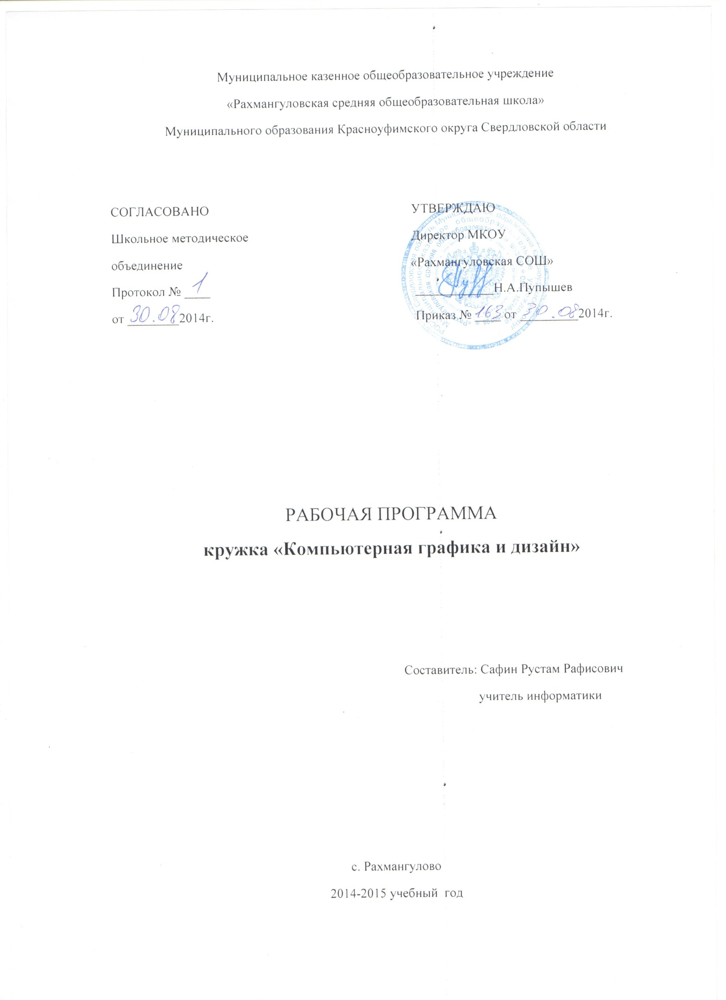 Муниципальное казенное общеобразовательное учреждение
«Рахмангуловская средняя общеобразовательная школа»
Муниципального образования Красноуфимского округа Свердловской области
СОГЛАСОВАНО
Школьное методическое
объединение
Протокол № 1
от 30.08 2014г.
УТВЕРЖДАЮ
Директор МКОУ
«Рахмангуловская СОШ»
Н.А.Пупышев
Приказ № 163 от 30.08 2014г.
РАБОЧАЯ ПРОГРАММА
кружка «Компьютерная графика и дизайн»
Составитель: Сафин Рустам Рафисович
учитель информатики
с. Рахмангулово
2014-2015 учебный год